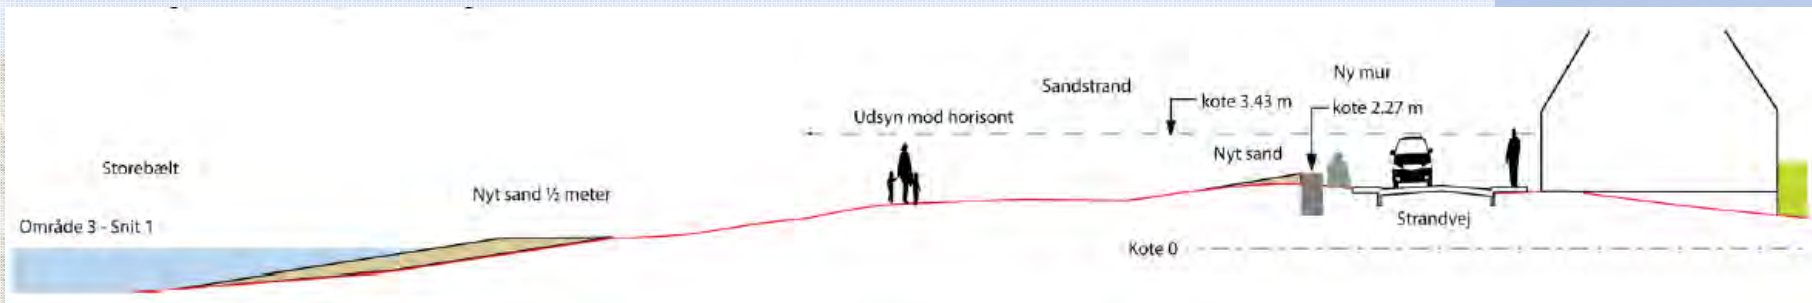 Storebælt
Område 3 - Snit 1
Nyt sand ½ meter
Udsyn mod horisont
Sandstrand
kote 3.43 m
Ny mur
kote 2.27 m
Nyt sand
Strandvej
Kote 0